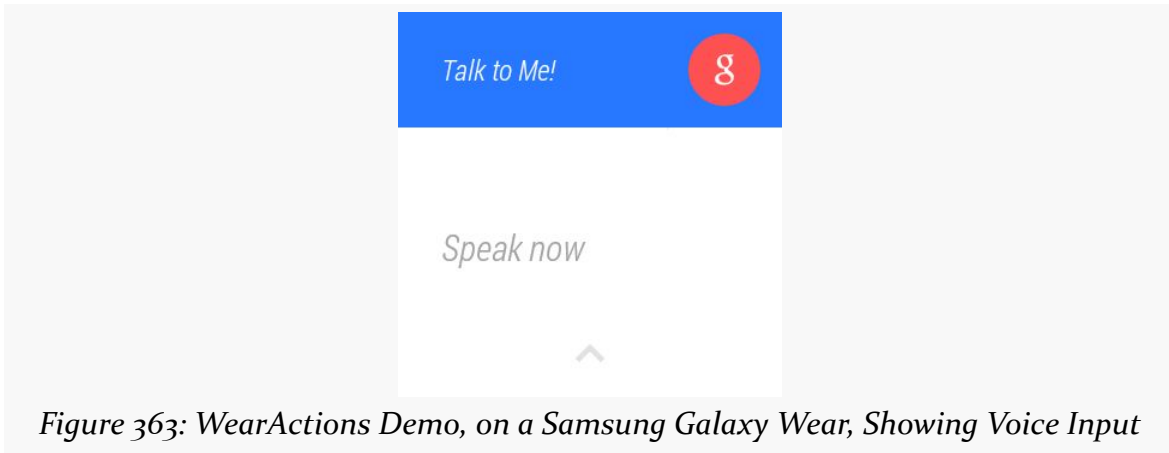 Talk to Me!
g
Speak now
Figure 363: WearActions Demo, on a Samsung Galaxy Wear, Showing Voice Input